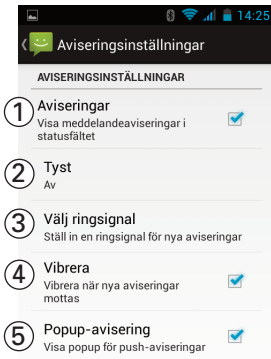 14:25
Aviseringsinställningar
AVISERINGSINSTÄLLNINGAR
1 Aviseringar
Visa meddelandeaviseringar i
statusfältet
2 Tyst
Av
3 Välj ringsignal
Ställ in en ringsignal för nya aviseringar
4 Vibrera
Vibrera när nya aviseringar
mottas
5 Popup-avisering
Visa popup för push-aviseringar